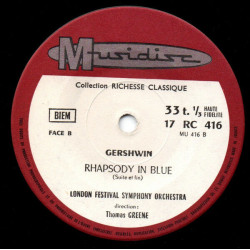 Musidisc
Collection RICHESSE CLASSIQUE
33 t. 1/3 HAUTE FIDELITE
BIEM
17 RC 416
FACE B
MU 416 B
GERSHWIN
RHAPSODY IN BLUE
(Suite et fin)
LONDON FESTIVAL SYMPHONY ORCHESTRA
direction:
Thomas GREENE